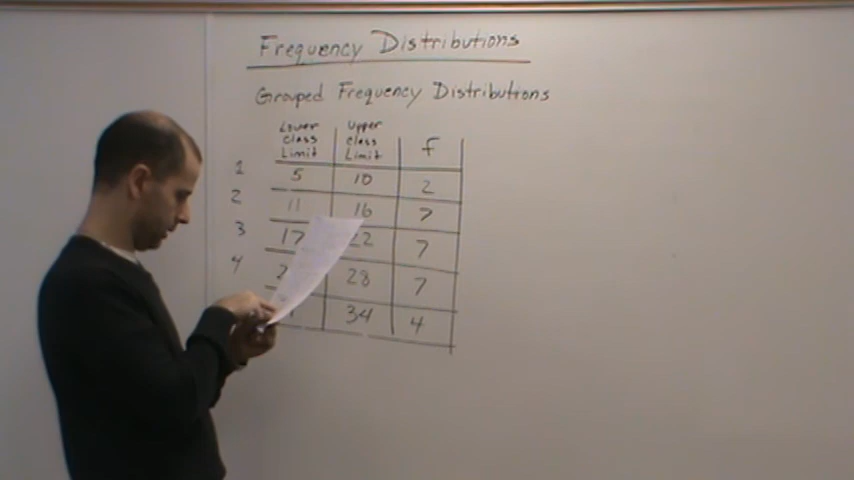 Frequency Distributions
Grouped Frequency Distributions
Lower Class Limit Upper Class Limit f
1 5 10 2
2 11 16 7
3 17 22 7
4 2 28 7
34 4